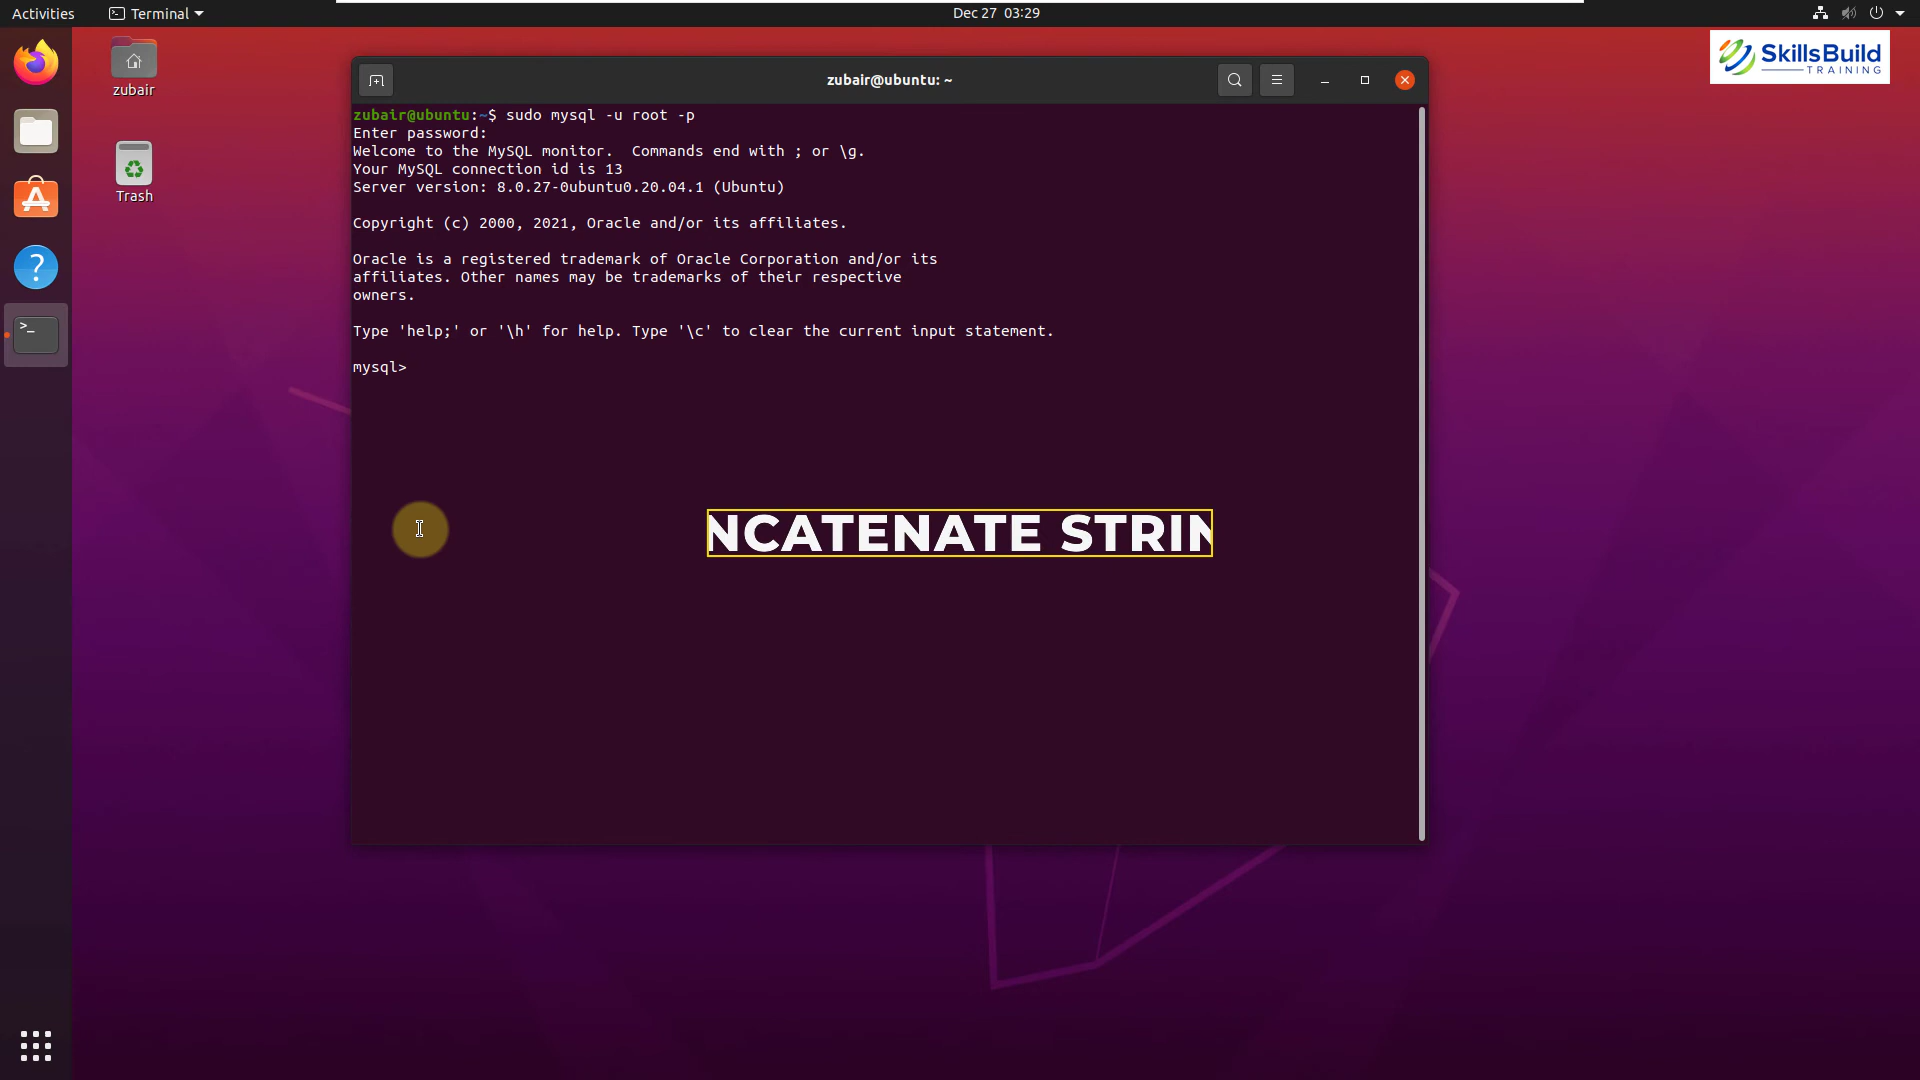 Activities
Terminal
Dec 27 03:29
SkillsBuild
TRAINING
zubair
Trash
zubair@ubuntu: ~
zubair@ubuntu:~$ sudo mysql -u root -p
Enter password:
Welcome to the MySQL monitor.  Commands end with ; or \g.
Your MySQL connection id is 13
Server version: 8.0.27-0ubuntu0.20.04.1 (Ubuntu)
Copyright (c) 2000, 2021, Oracle and/or its affiliates.
Oracle is a registered trademark of Oracle Corporation and/or its
affiliates. Other names may be trademarks of their respective
owners.
Type 'help;' or '\h' for help. Type '\c' to clear the current input statement.
mysql>
NCATENATE STRIN